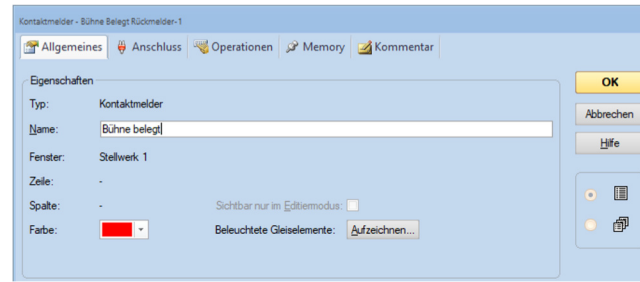 Kontaktmelder - Bühne Belegt Rückmelder-1
Allgemeines Anschluss Operationen Memory Kommentar
Eigenschaften
OK
Typ: Kontaktmelder
Abbrechen
Name: Bühne belegt
Hilfe
Fenster: Stellwerk 1
Zeile: -
Spalte: - Sichtbar nur im Editiermodus:
Farbe: Beleuchtete Gleiselemente: Aufzeichnen...